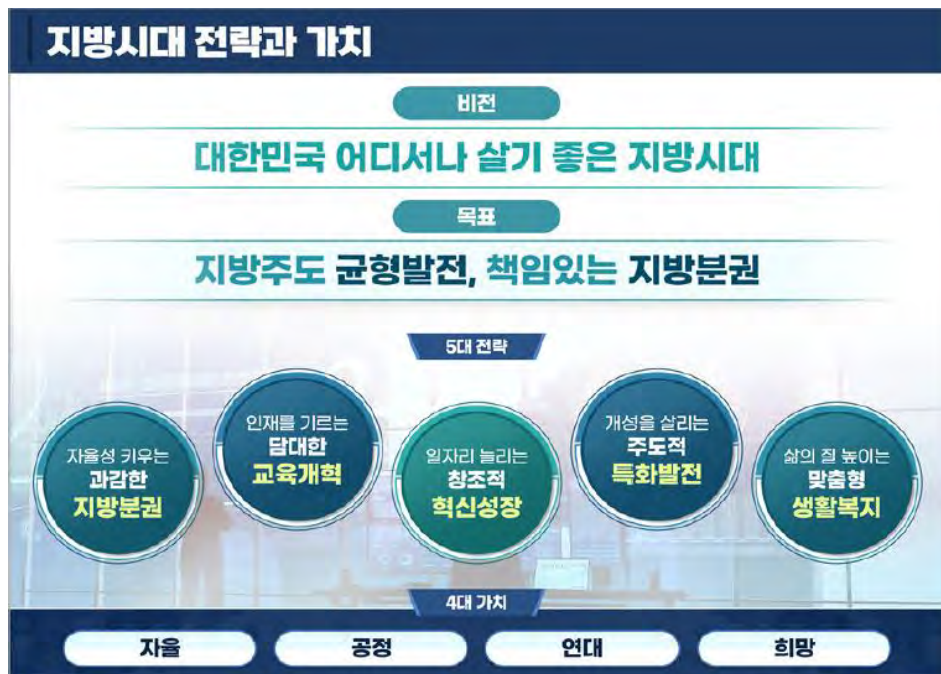 지방시대 전략과 가치
비전
대한민국 어디서나 살기 좋은 지방시대
목표
지방주도 균형발전, 책임있는 지방분권
5대 전략
자율성 키우는
과감한
지방분권
인재를 기르는
담대한
교육개혁
일자리 늘리는
창조적
혁신성장
개성을 살리는
주도적
특화발전
삶의 질 높이는
맞춤형
생활복지
4대 가치
자율
공정
연대
희망